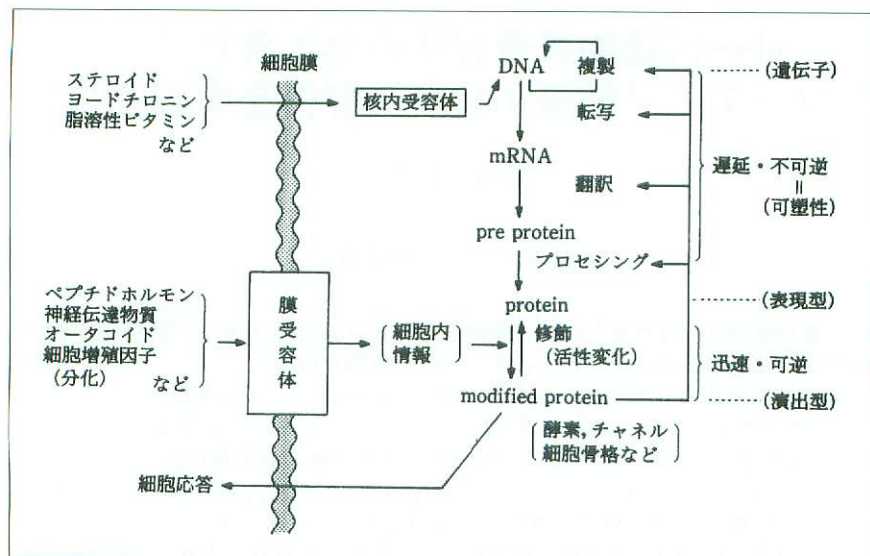 細胞膜
ステロイド
ヨードチロニン
脂溶性ビタミン
など
核内受容体
DNA 複製
(遺伝子)
転写
mRNA
翻訳
遅延・不可逆
॥
(可塑性)
pre protein
プロセシング
protein
(表現型)
ペプチドホルモン
神経伝達物質
オータコイド
細胞増殖因子
(分化)
など
膜受容体
細胞内
情報
修飾
(活性変化)
迅速・可逆
modified protein
(演出型)
酵素,チャネル
細胞骨格など
細胞応答